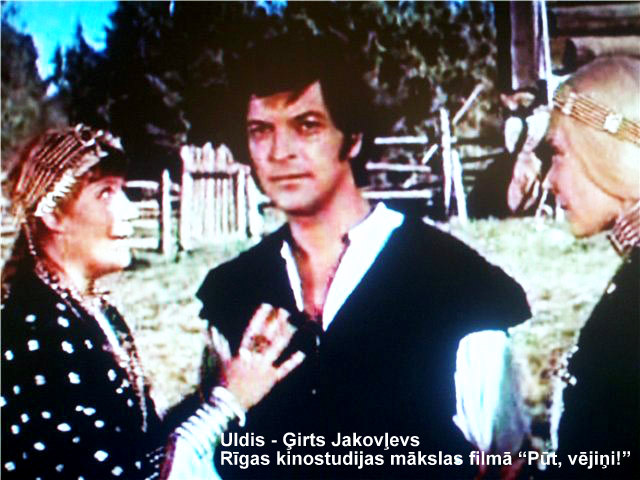 Uldis - Ģirts Jakovļevs
Rīgas kinostudijas mākslas filmā “Pūt, vējiņi!”